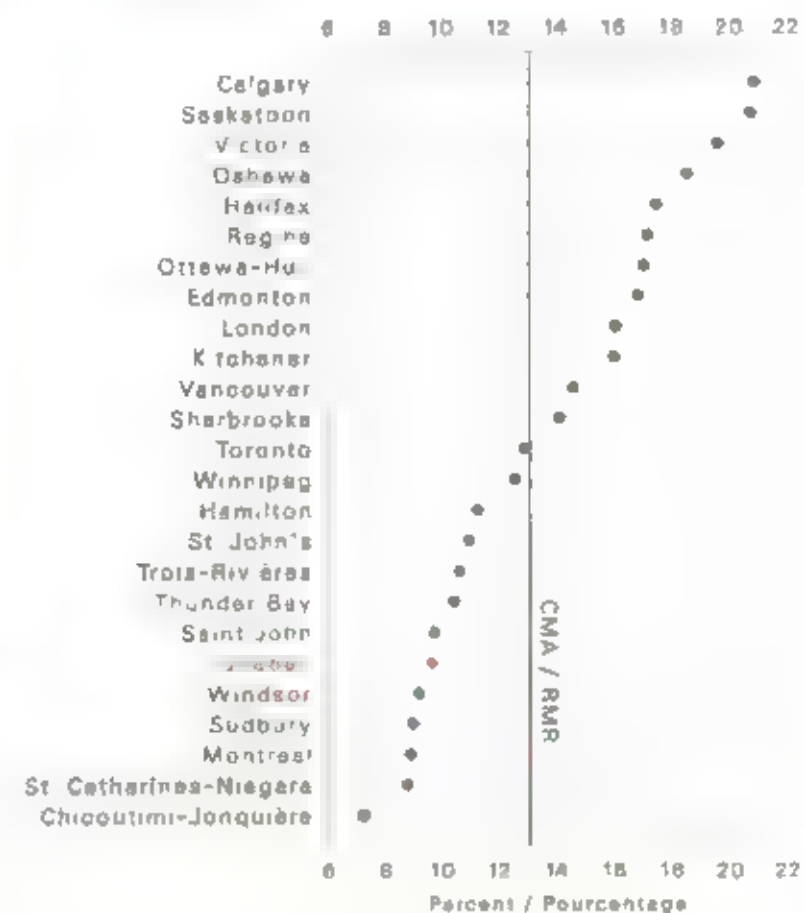 6 8 10 12 14 16 18 20 22
Calgary
Saskatoon
Victoria
Oshawa
Halifax
Regina
Ottawa-Hull
Edmonton
London
Kitchener
Vancouver
Sherbrooke
Toronto
Winnipeg
Hamilton
St. John's
Trois-Rivières
Thunder Bay
Saint John
Windsor
Sudbury
Montreal
St. Catharines-Niagara
Chicoutimi-Jonquière
CMA / RMR
6 8 10 12 14 16 18 20 22
Percent / Pourcentage